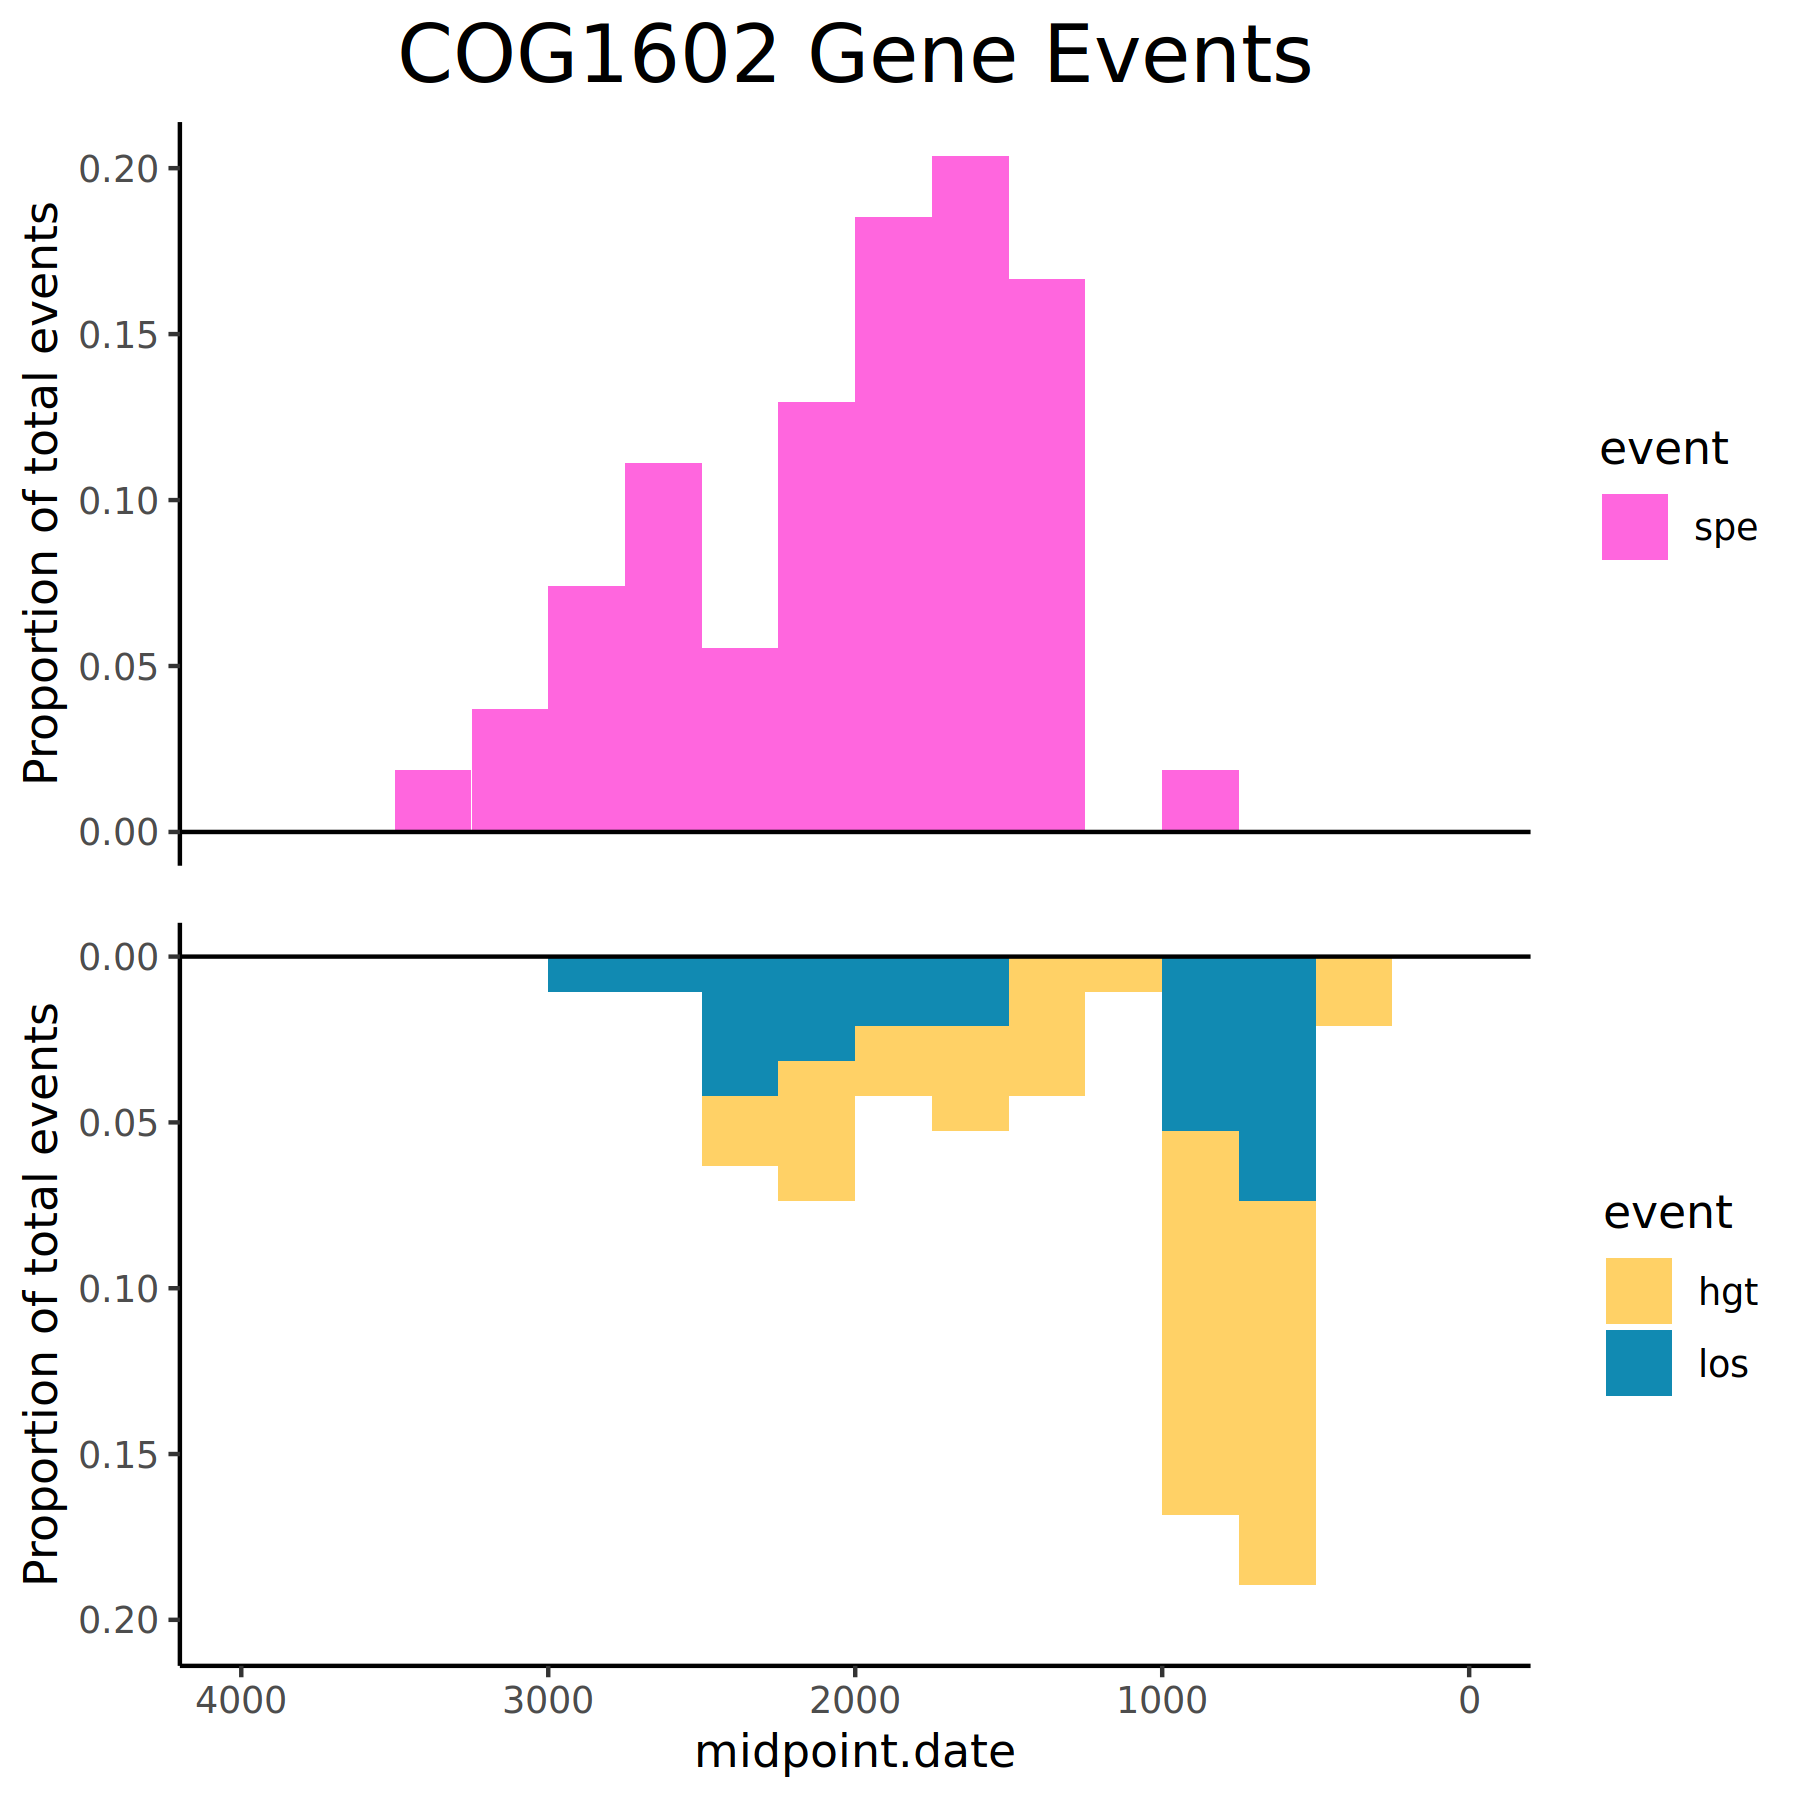 COG1602 Gene Events
Proportion of total events
0.20
0.15
0.10
0.05
0.00
event
spe
Proportion of total events
0.00
0.05
0.10
0.15
0.20
event
hgt
los
4000 3000 2000 1000 0
midpoint.date